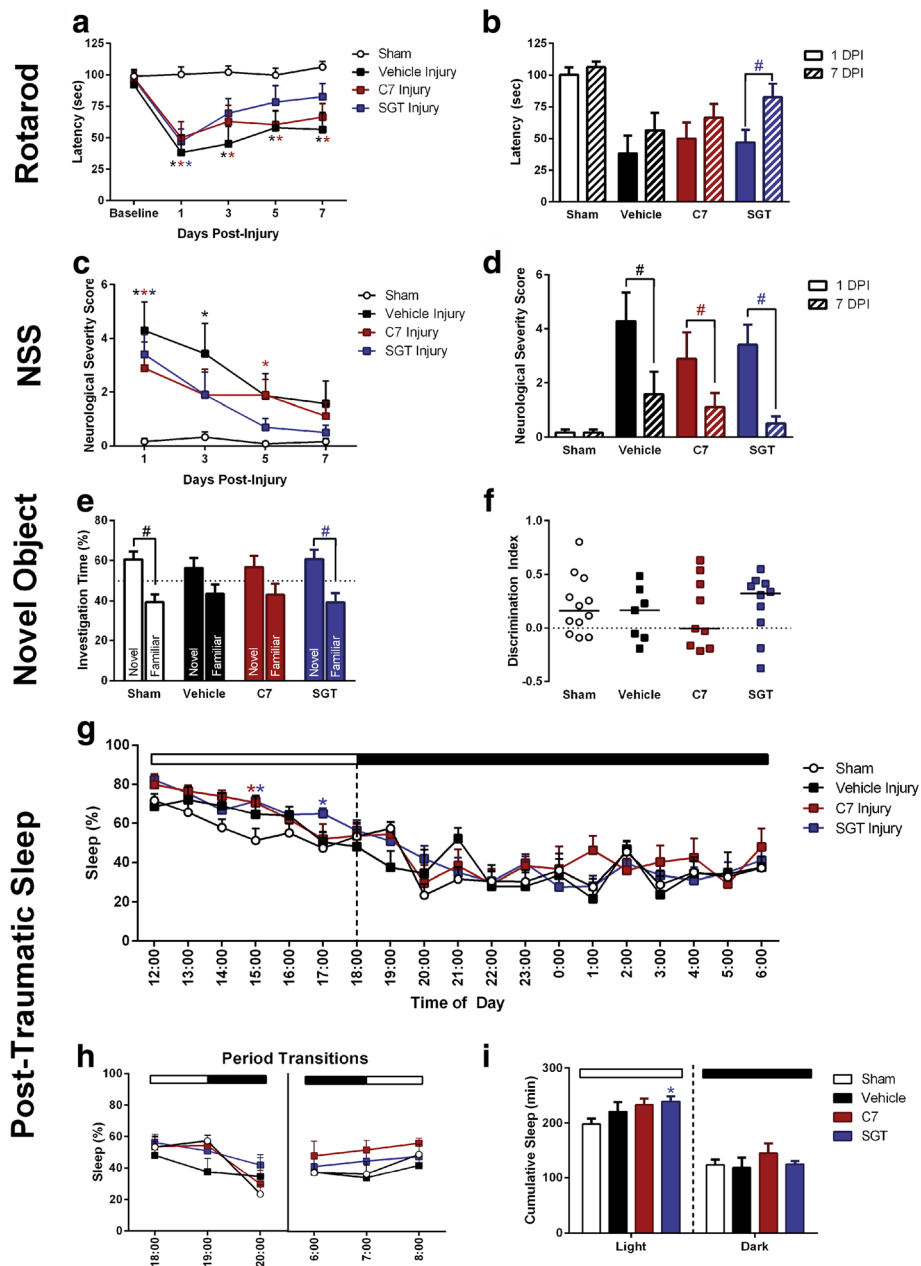 a
Rotarod
Latency (sec)
125
100
75
50
25
0
Baseline
1
3
5
7
Days Post-Injury
***
**
**
**
Sham
Vehicle Injury
C7 Injury
SGT Injury
b
Latency (sec)
125
100
75
50
25
0
Sham
Vehicle
C7
SGT
#
1 DPI
7 DPI
c
NSS
Neurological Severity Score
6
4
2
0
1
3
5
7
Days Post-Injury
***
*
*
Sham
Vehicle Injury
C7 Injury
SGT Injury
d
Neurological Severity Score
6
4
2
0
Sham
Vehicle
C7
SGT
#
#
#
1 DPI
7 DPI
e
Novel Object
Investigation Time (%)
80
60
40
20
0
#
#
Novel
Familiar
Novel
Familiar
Novel
Familiar
Novel
Familiar
Sham
Vehicle
C7
SGT
f
Discrimination Index
1.0
0.5
0.0
-0.5
Sham
Vehicle
C7
SGT
g
Post-Traumatic Sleep
Sleep (%)
100
80
60
40
20
0
**
*
12:00
13:00
14:00
15:00
16:00
17:00
18:00
19:00
20:00
21:00
22:00
23:00
0:00
1:00
2:00
3:00
4:00
5:00
6:00
Time of Day
Sham
Vehicle Injury
C7 Injury
SGT Injury
h
Period Transitions
Sleep (%)
100
80
60
40
20
0
18:00
19:00
20:00
6:00
7:00
8:00
i
Cumulative Sleep (min)
300
200
100
0
*
Light
Dark
Sham
Vehicle
C7
SGT